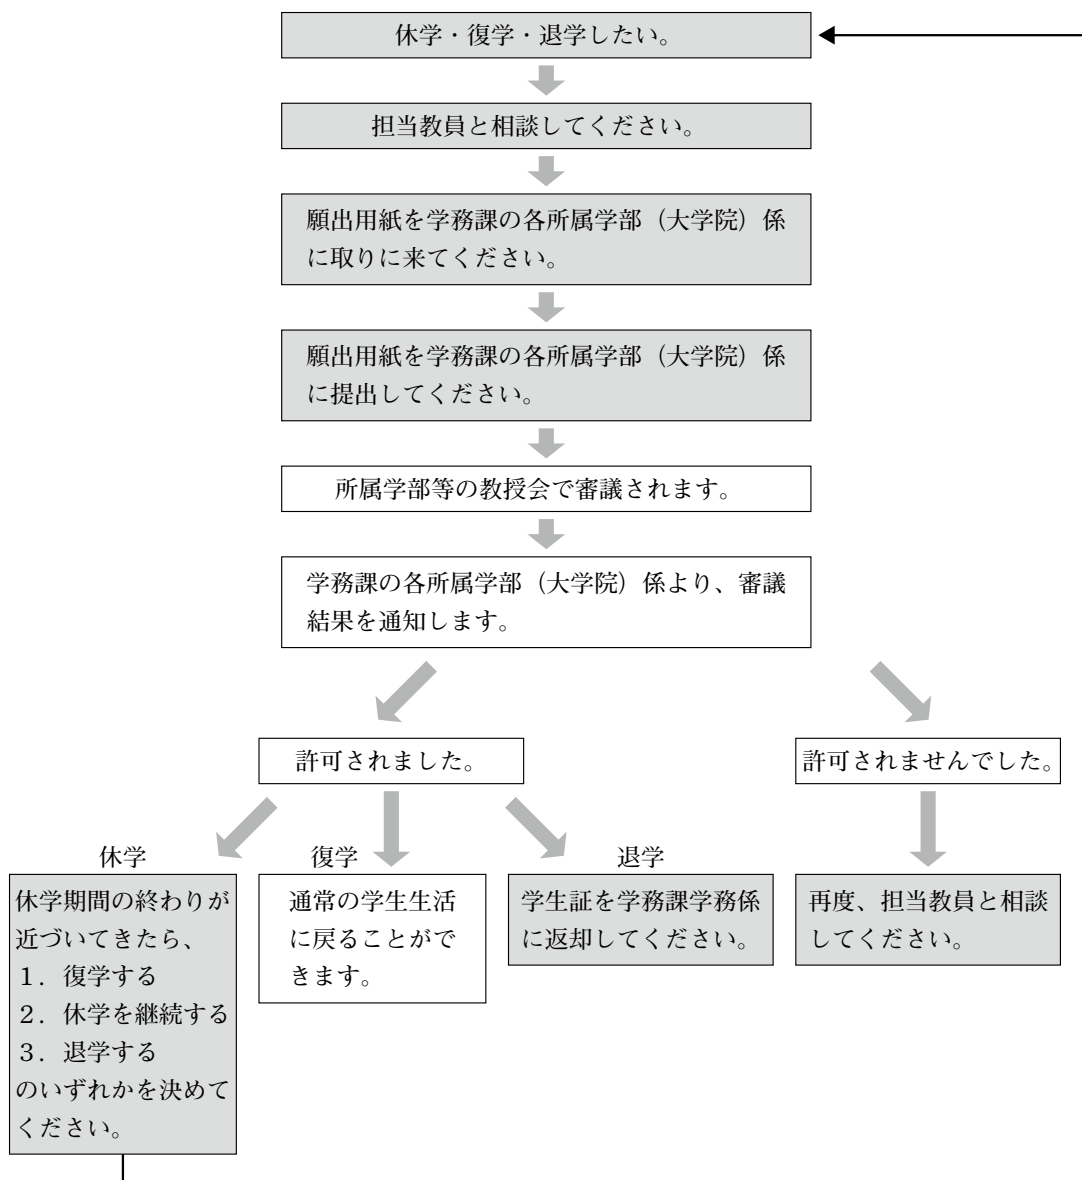 休学・復学・退学したい。
担当教員と相談してください。
願出用紙を学務課の各所属学部（大学院）係
に取りに来てください。
願出用紙を学務課の各所属学部（大学院）係
に提出してください。
所属学部等の教授会で審議されます。
学務課の各所属学部（大学院）係より、審議
結果を通知します。
許可されました。
許可されませんでした。
休学
休学期間の終わりが
近づいてきたら、
１．復学する
２．休学を継続する
３．退学する
のいずれかを決めて
ください。
復学
通常の学生生活
に戻ることがで
きます。
退学
学生証を学務課学務係
に返却してください。
再度、担当教員と相談
してください。